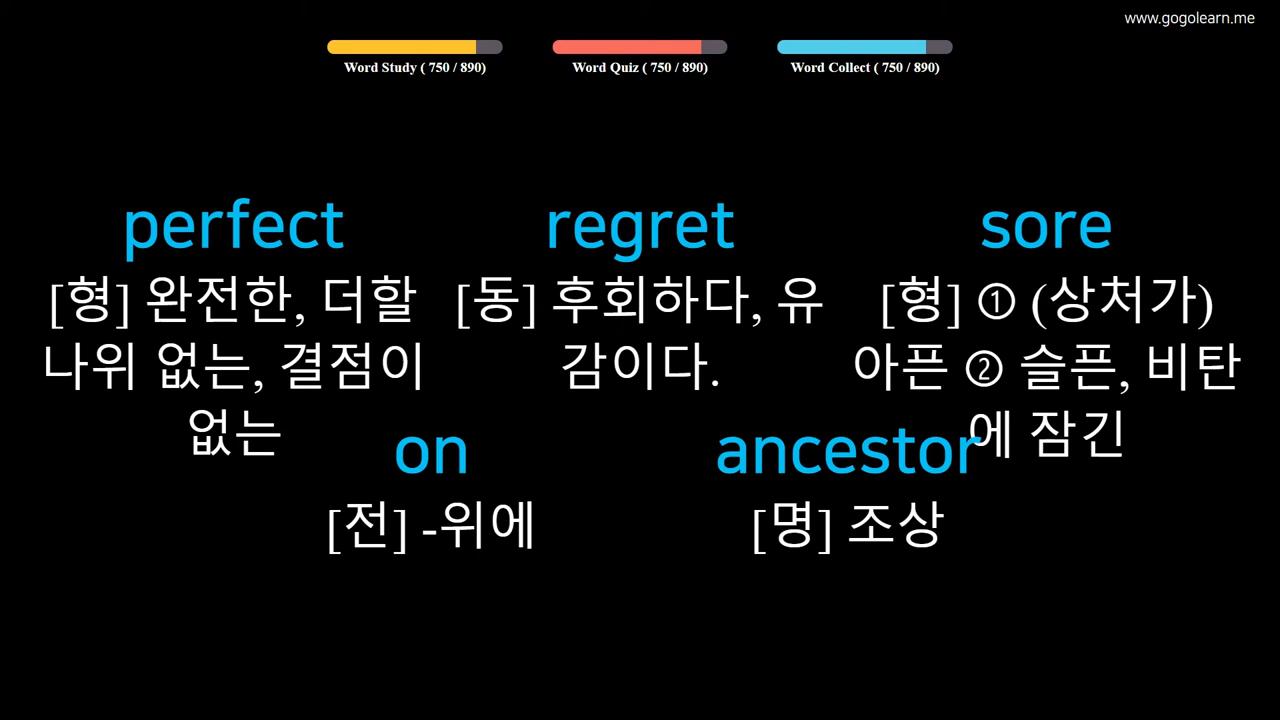 www.gogolearn.me
Word Study ( 750 / 890)
Word Quiz ( 750 / 890)
Word Collect ( 750 / 890)
perfect
[형] 완전한, 더할
나위 없는, 결점이
없는
regret
[동] 후회하다, 유
감이다.
sore
[형] ① (상처가)
아픈 ② 슬픈, 비탄
에 잠긴
on
[전] -위에
ancestor
[명] 조상